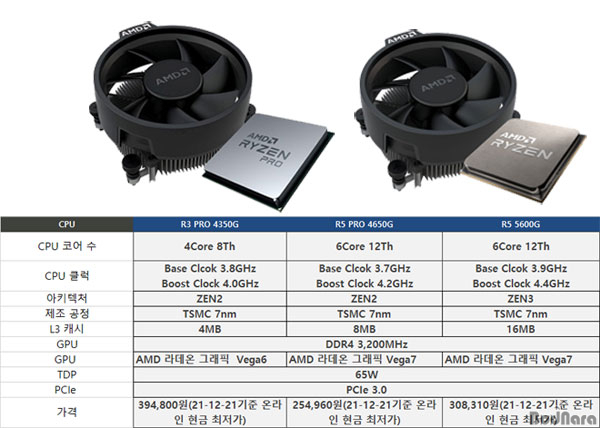 AMD
AMD
AMD
RYZEN
PRO
AMD
RYZEN
CPU R3 PRO 4350G R5 PRO 4650G R5 5600G
CPU 코어 수 4Core 8Th 6Core 12Th 6Core 12Th
CPU 클럭 Base Clcok 3.8GHz Base Clcok 3.7GHz Base Clcok 3.9GHz
Boost Clock 4.0GHz Boost Clock 4.2GHz Boost Clock 4.4GHz
아키텍처 ZEN2 ZEN2 ZEN3
제조 공정 TSMC 7nm TSMC 7nm TSMC 7nm
L3 캐시 4MB 8MB 16MB
GPU DDR4 3,200MHz
GPU AMD 라데온 그래픽 Vega6 AMD 라데온 그래픽 Vega7 AMD 라데온 그래픽 Vega7
TDP 65W
PCIe PCIe 3.0
가격 394,800원(21-12-21기준 온라 254,960원(21-12-21기준 온라 308,310원(21-12-21기준 온라
인 현금 최저가) 인 현금 최저가) 인 현금 최저가)
BodNara